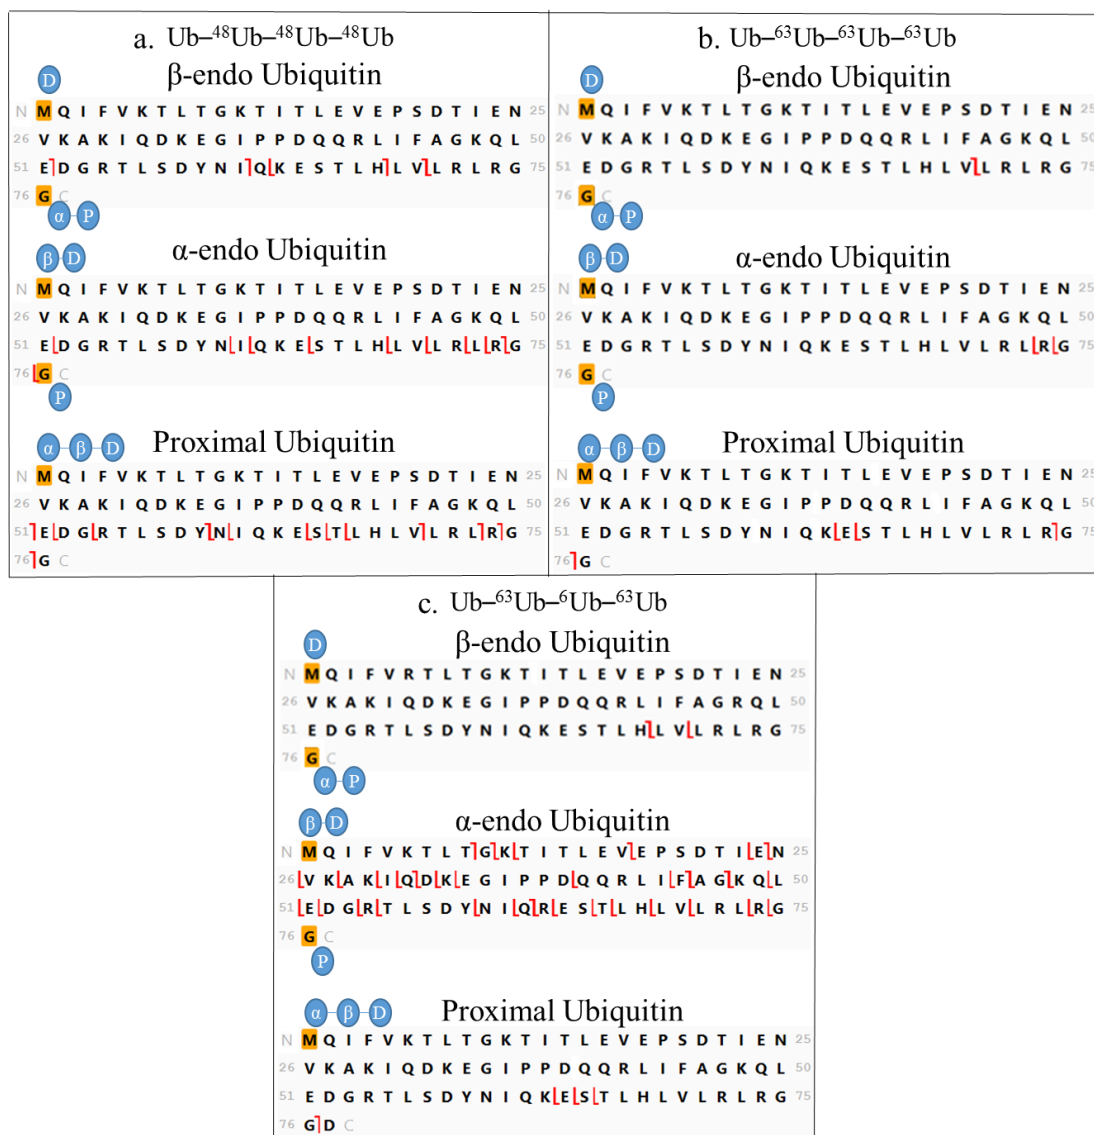 a. Ub–⁴⁸Ub–⁴⁸Ub–⁴⁸Ub
β-endo Ubiquitin
D
N M Q I F V K T L T G K T I T L E V E P S D T I E N 25
26 V K A K I Q D K E G I P P D Q Q R L I F A G K Q L 50
51 E D G R T L S D Y N I Q K E S T L H L V L R L R G 75
76 G C
α P
α-endo Ubiquitin
β D
N M Q I F V K T L T G K T I T L E V E P S D T I E N 25
26 V K A K I Q D K E G I P P D Q Q R L I F A G K Q L 50
51 E D G R T L S D Y N I Q K E S T L H L V L R L R G 75
76 G C
P
Proximal Ubiquitin
α β D
N M Q I F V K T L T G K T I T L E V E P S D T I E N 25
26 V K A K I Q D K E G I P P D Q Q R L I F A G K Q L 50
51 E D G R T L S D Y N I Q K E S T L H L V L R L R G 75
76 G C
b. Ub–⁶³Ub–⁶³Ub–⁶³Ub
β-endo Ubiquitin
D
N M Q I F V K T L T G K T I T L E V E P S D T I E N 25
26 V K A K I Q D K E G I P P D Q Q R L I F A G K Q L 50
51 E D G R T L S D Y N I Q K E S T L H L V L R L R G 75
76 G C
α P
α-endo Ubiquitin
β D
N M Q I F V K T L T G K T I T L E V E P S D T I E N 25
26 V K A K I Q D K E G I P P D Q Q R L I F A G K Q L 50
51 E D G R T L S D Y N I Q K E S T L H L V L R L R G 75
76 G C
P
Proximal Ubiquitin
α β D
N M Q I F V K T L T G K T I T L E V E P S D T I E N 25
26 V K A K I Q D K E G I P P D Q Q R L I F A G K Q L 50
51 E D G R T L S D Y N I Q K E S T L H L V L R L R G 75
76 G C
c. Ub–⁶³Ub–⁶Ub–⁶³Ub
β-endo Ubiquitin
D
N M Q I F V R T L T G K T I T L E V E P S D T I E N 25
26 V K A K I Q D K E G I P P D Q Q R L I F A G R Q L 50
51 E D G R T L S D Y N I Q K E S T L H L V L R L R G 75
76 G C
α P
α-endo Ubiquitin
β D
N M Q I F V K T L T G K T I T L E V E P S D T I E N 25
26 V K A K I Q D K E G I P P D Q Q R L I F A G K Q L 50
51 E D G R T L S D Y N I Q R E S T L H L V L R L R G 75
76 G C
P
Proximal Ubiquitin
α β D
N M Q I F V K T L T G K T I T L E V E P S D T I E N 25
26 V K A K I Q D K E G I P P D Q Q R L I F A G K Q L 50
51 E D G R T L S D Y N I Q K E S T L H L V L R L R G 75
76 G D C